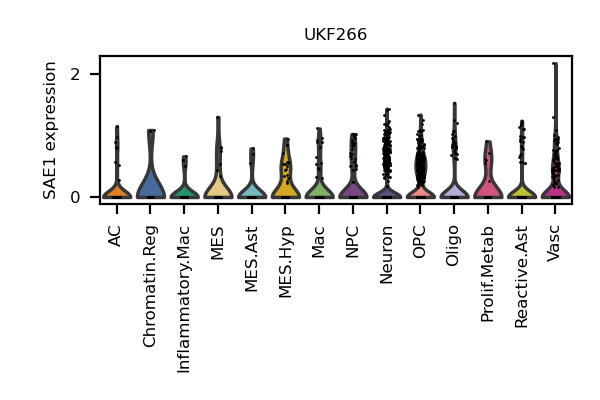 UKF266
SAE1 expression
2
0
AC
Chromatin.Reg
Inflammatory.Mac
MES
MES.Ast
MES.Hyp
Mac
NPC
Neuron
OPC
Oligo
Prolif.Metab
Reactive.Ast
Vasc